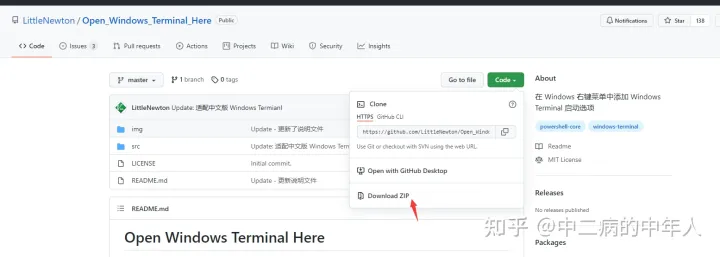 LittleNewton / Open_Windows_Terminal_Here Public
Notifications Star 138
Code Issues 3 Pull requests Actions Projects Wiki Security Insights
master 1 branch 0 tags Go to file Code
About
LittleNewton Update: 适配中文版 Windows Termianl
Clone
在 Windows 右键菜单中添加 Windows
Terminal 启动选项
HTTPS GitHub CLI
img Update - 更新了说明文件
https://github.com/LittleNewton/Open_Wind
powershell-core windows-terminal
src Update: 适配中文版 Windows Term
Use Git or checkout with SVN using the web URL.
Readme
LICENSE Initial commit.
MIT License
README.md Update - 更新说明文件
Open with GitHub Desktop
Download ZIP
Releases
README.md
No releases published
Open Windows Terminal Here
Packages
知乎 @中二病的中年人